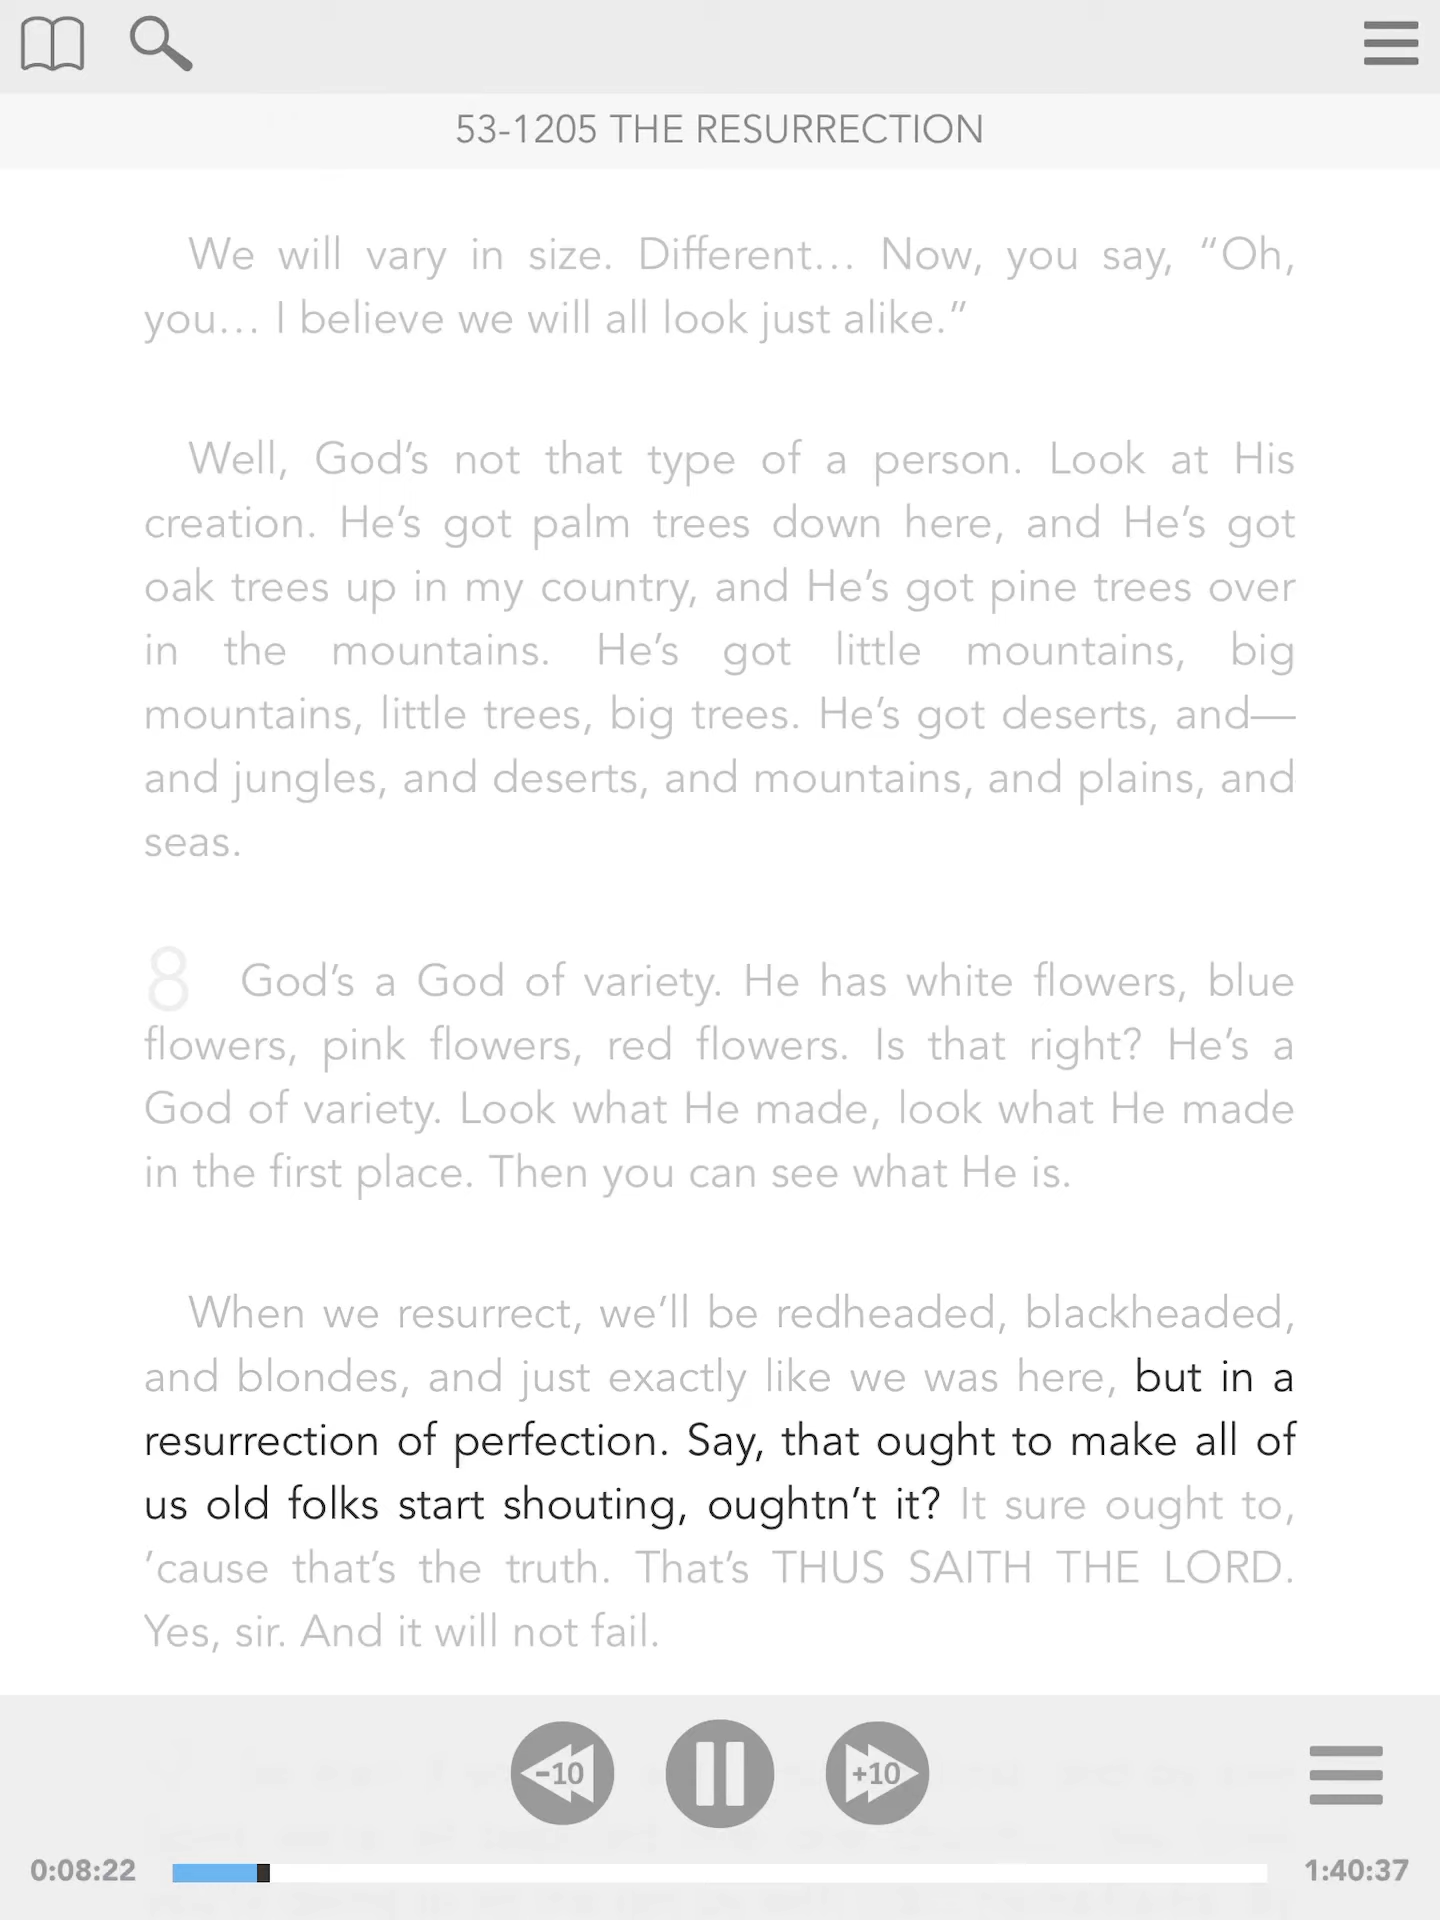 53-1205 THE RESURRECTION
We will vary in size. Different… Now, you say, “Oh,
you… I believe we will all look just alike.”
Well, God’s not that type of a person. Look at His
creation. He’s got palm trees down here, and He’s got
oak trees up in my country, and He’s got pine trees over
in the mountains. He’s got little mountains, big
mountains, little trees, big trees. He’s got deserts, and—
and jungles, and deserts, and mountains, and plains, and
seas.
8 God’s a God of variety. He has white flowers, blue
flowers, pink flowers, red flowers. Is that right? He’s a
God of variety. Look what He made, look what He made
in the first place. Then you can see what He is.
When we resurrect, we’ll be redheaded, blackheaded,
and blondes, and just exactly like we was here, but in a
resurrection of perfection. Say, that ought to make all of
us old folks start shouting, oughtn’t it? It sure ought to,
’cause that’s the truth. That’s THUS SAITH THE LORD.
Yes, sir. And it will not fail.
-10 +10
0:08:22 1:40:37